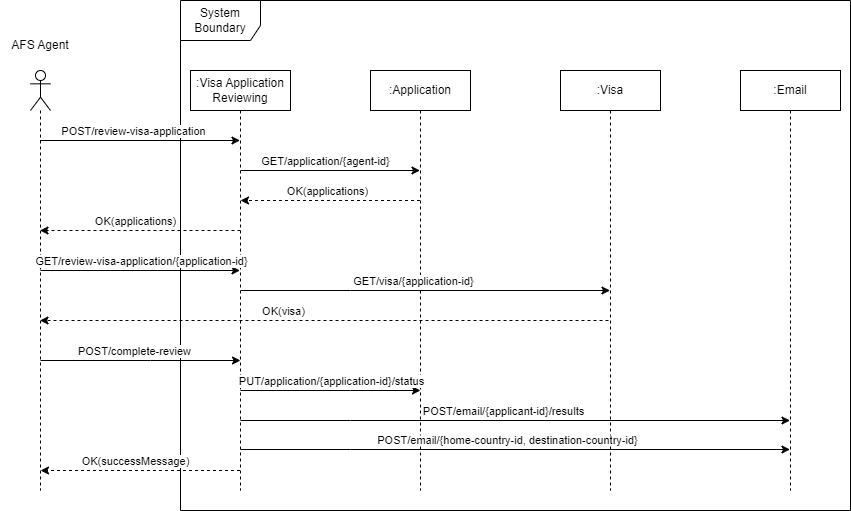 System
Boundary
AFS Agent
:Visa Application
Reviewing
:Application
:Visa
:Email
POST/review-visa-application
GET/application/{agent-id}
OK(applications)
OK(applications)
GET/review-visa-application/{application-id}
GET/visa/{application-id}
OK(visa)
POST/complete-review
PUT/application/{application-id}/status
POST/email/{applicant-id}/results
POST/email/{home-country-id, destination-country-id}
OK(successMessage)